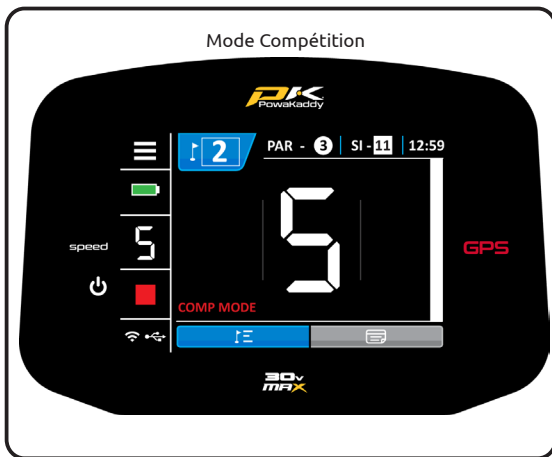 Mode Compétition
PK
PowaKaddy
2 PAR - 3 SI - 11 12:59
speed 5
5
GPS
COMP MODE
30V
MAX